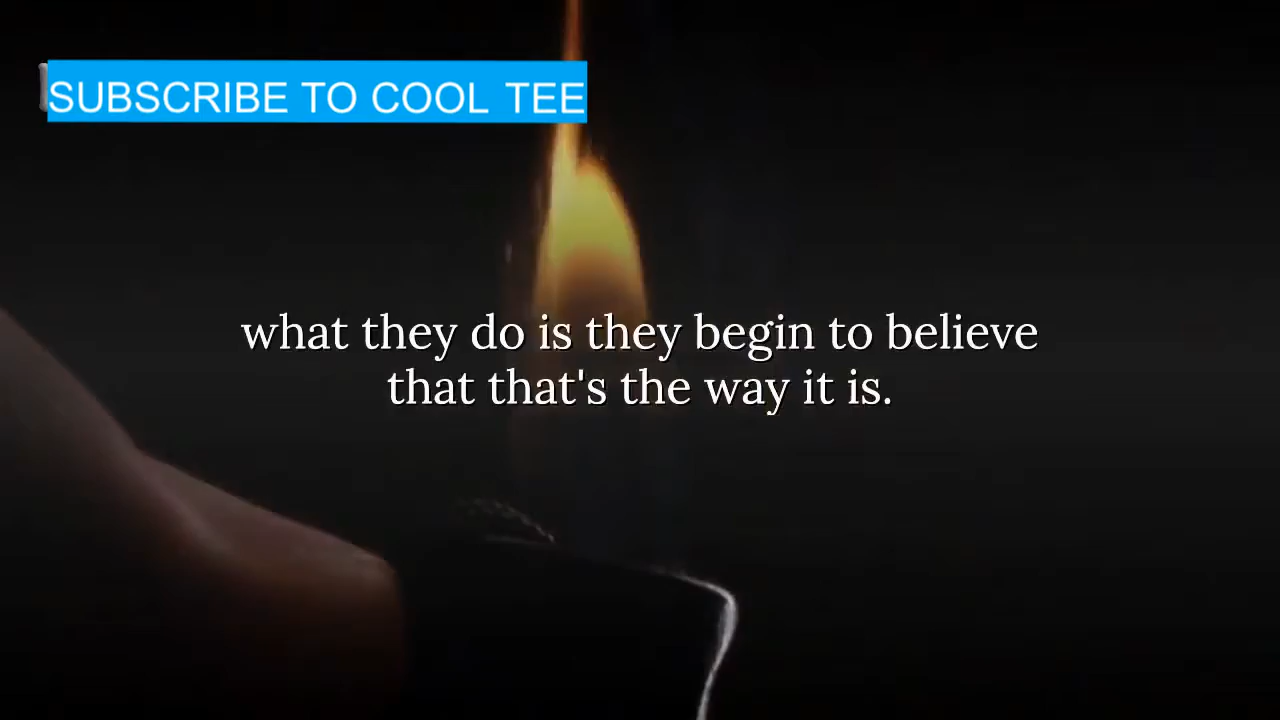 SUBSCRIBE TO COOL TEE
what they do is they begin to believe
that that's the way it is.